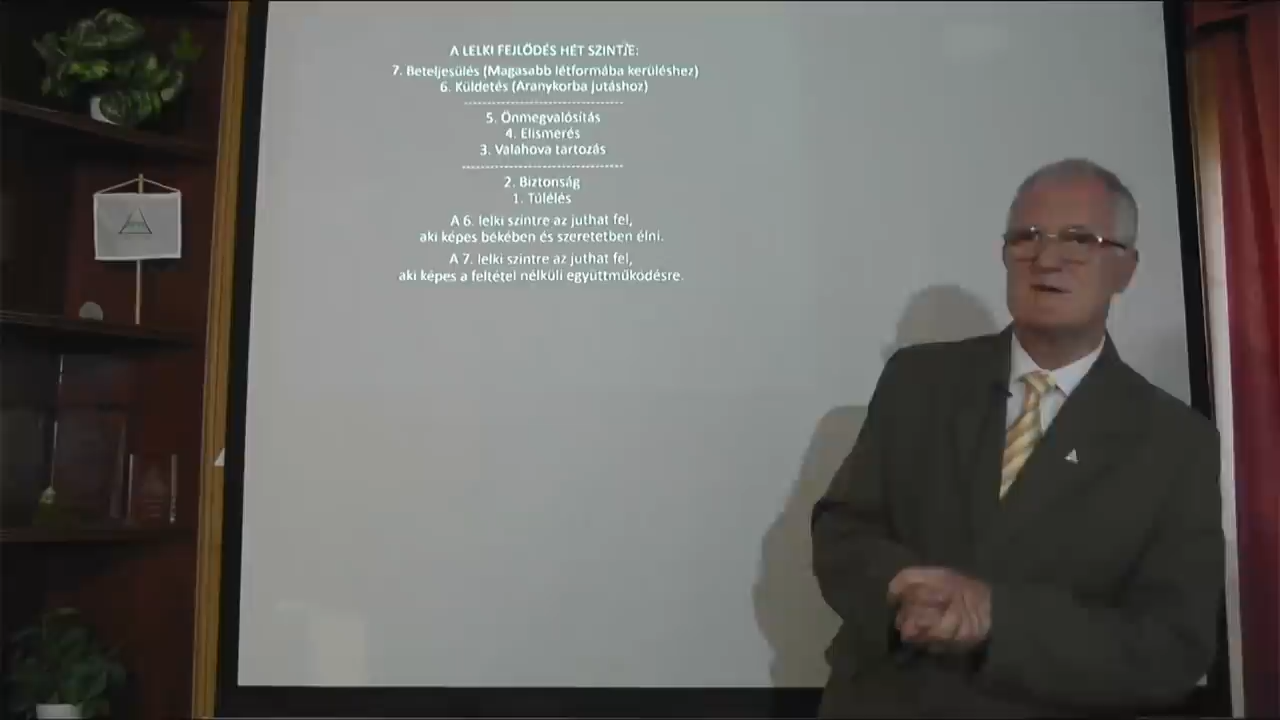 A LELKI FEJLŐDÉS HÉT SZINTJE:
7. Beteljesülés (Magasabb létformába kerüléshez)
6. Küldetés (Aranykorba jutáshoz)
-----------------------------
5. Önmegvalósítás
4. Elismerés
3. Valahova tartozás
-----------------------------
2. Biztonság
1. Túlélés
A 6. lelki szintre az juthat fel,
aki képes békében és szeretetben élni.
A 7. lelki szintre az juthat fel,
aki képes a feltétel nélküli együttműködésre.